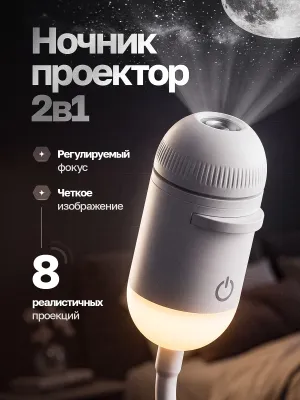 Ночник
проектор
2в1
Регулируемый
фокус
Четкое
изображение
8
реалистичных
проекций